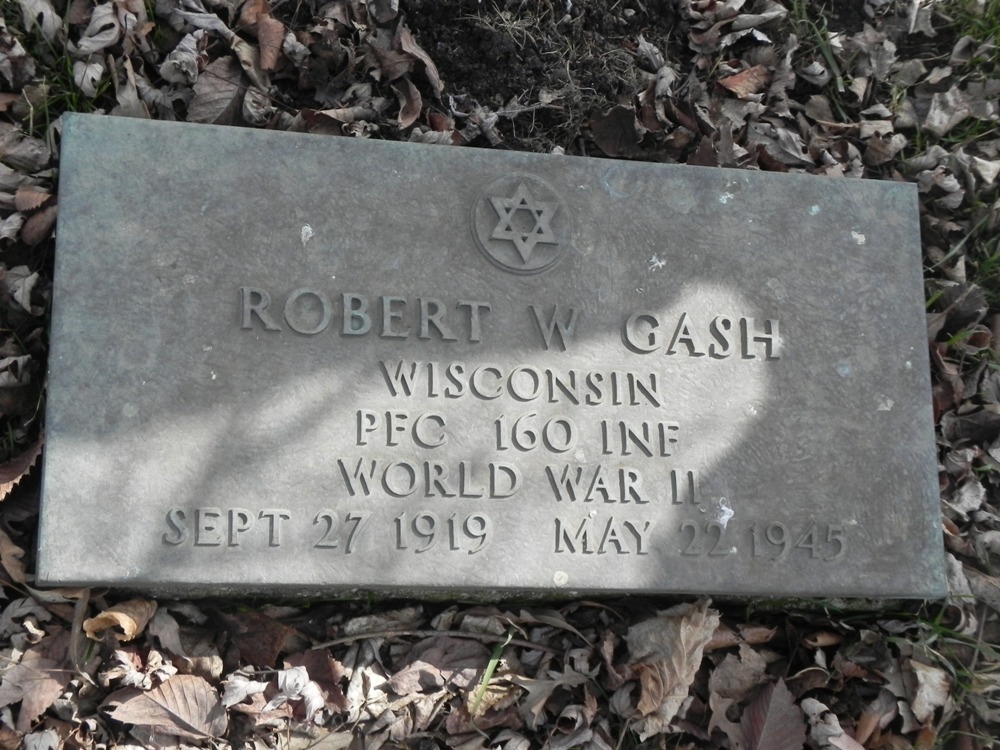 ROBERT W GASH
WISCONSIN
PFC 160 INF
WORLD WAR II
SEPT 27 1919 MAY 22 1945